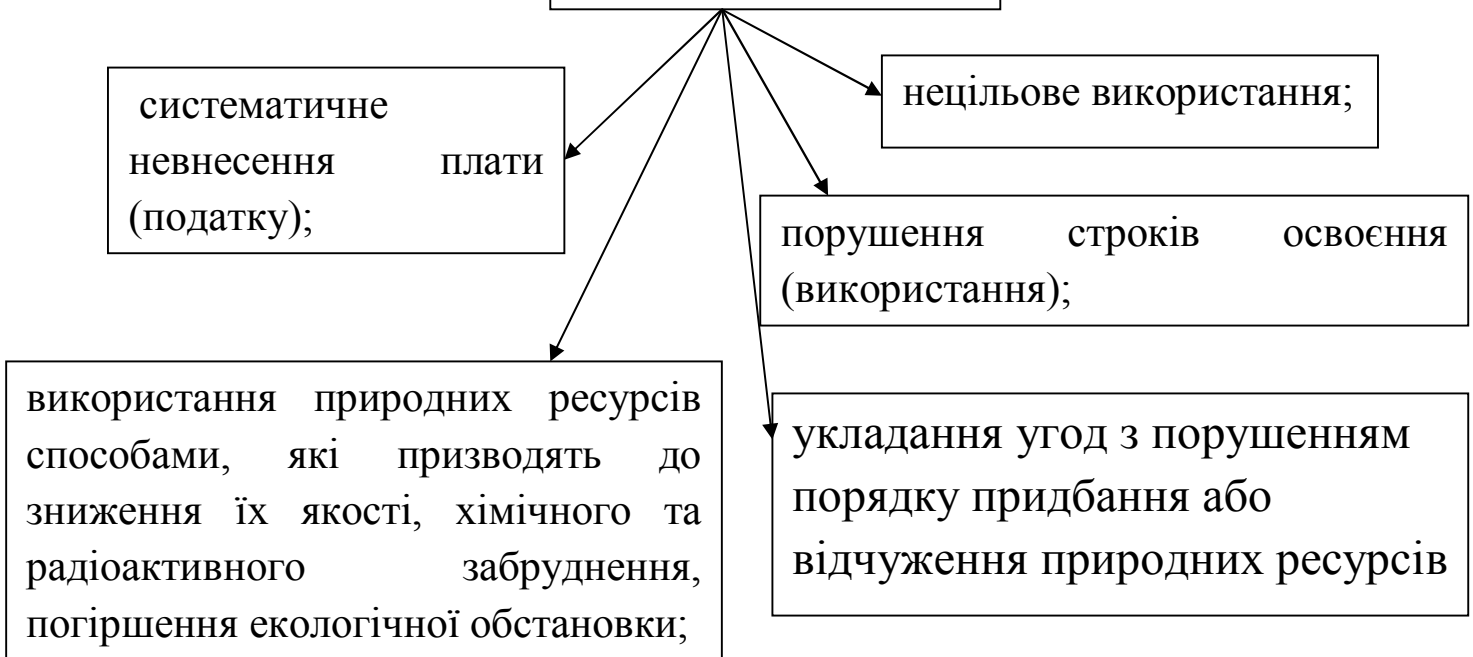 систематичне
невнесення плати
(податку);
нецільове використання;
порушення строків освоєння
(використання);
використання природних ресурсів
способами, які призводять до
зниження їх якості, хімічного та
радіоактивного забруднення,
погіршення екологічної обстановки;
укладання угод з порушенням
порядку придбання або
відчуження природних ресурсів